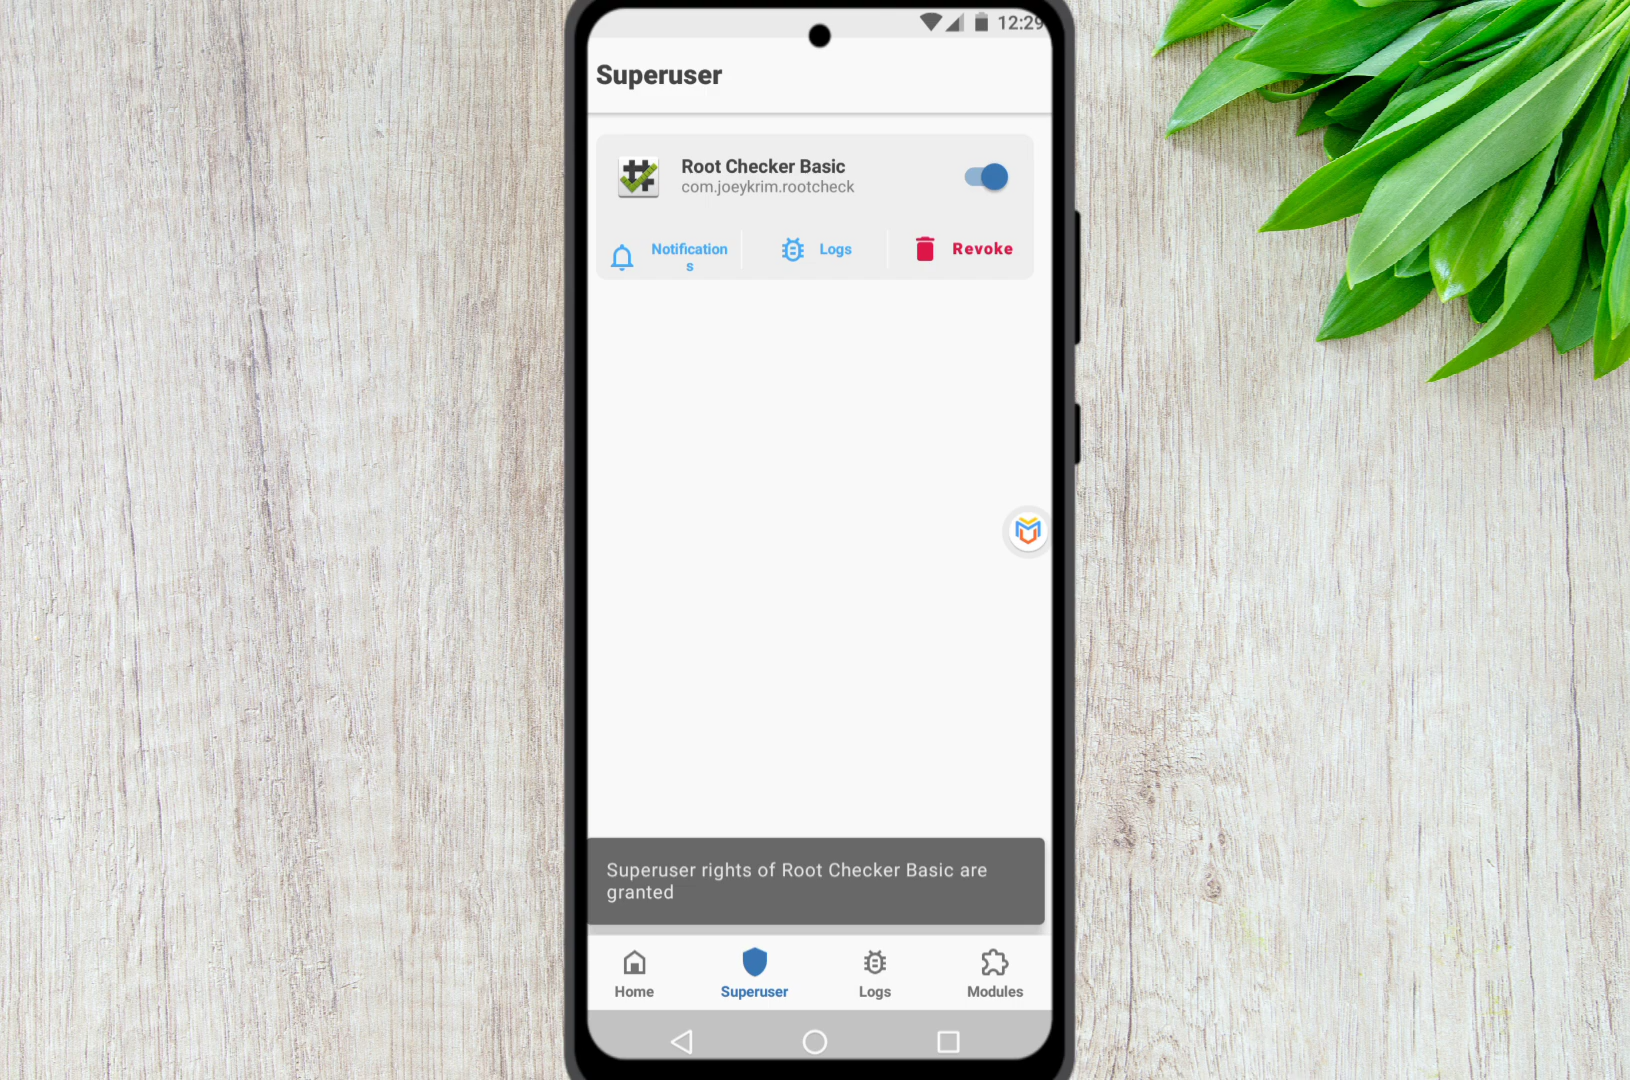 12:29
Superuser
Root Checker Basic
com.joeykrim.rootcheck
Notification
s
Logs
Revoke
Superuser rights of Root Checker Basic are
granted
Home
Superuser
Logs
Modules